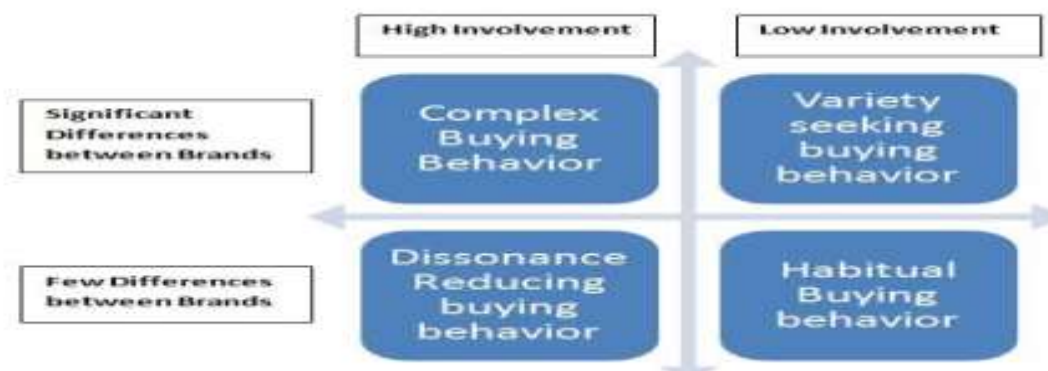 High Involvement
Low Involvement
Significant
Differences
between Brands
Complex
Buying
Behavior
Variety
seeking
buying
behavior
Few Differences
between Brands
Dissonance
Reducing
buying
behavior
Habitual
Buying
behavior